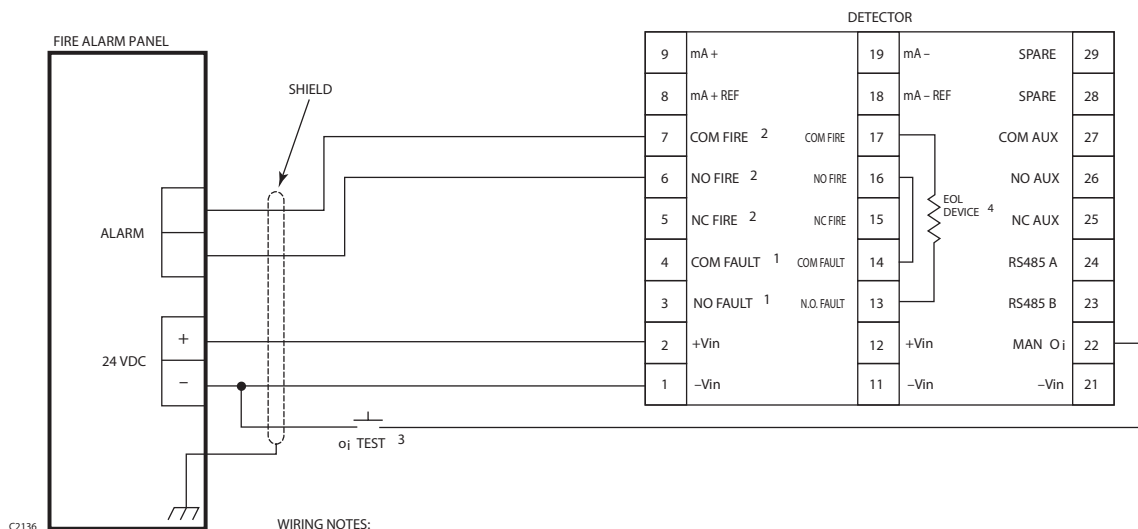 DETECTOR
FIRE ALARM PANEL
SHIELD
ALARM
24 VDC
+
–
oi TEST 3
9 mA + 19 mA – SPARE 29
8 mA + REF 18 mA – REF SPARE 28
7 COM FIRE 2 COM FIRE 17 COM AUX 27
6 NO FIRE 2 NO FIRE 16 NO AUX 26
5 NC FIRE 2 NC FIRE 15 NC AUX 25
EOL
DEVICE 4
4 COM FAULT 1 COM FAULT 14 RS485 A 24
3 NO FAULT 1 N.O. FAULT 13 RS485 B 23
2 +Vin 12 +Vin MAN Oi 22
1 –Vin 11 –Vin –Vin 21
C2136
WIRING NOTES: